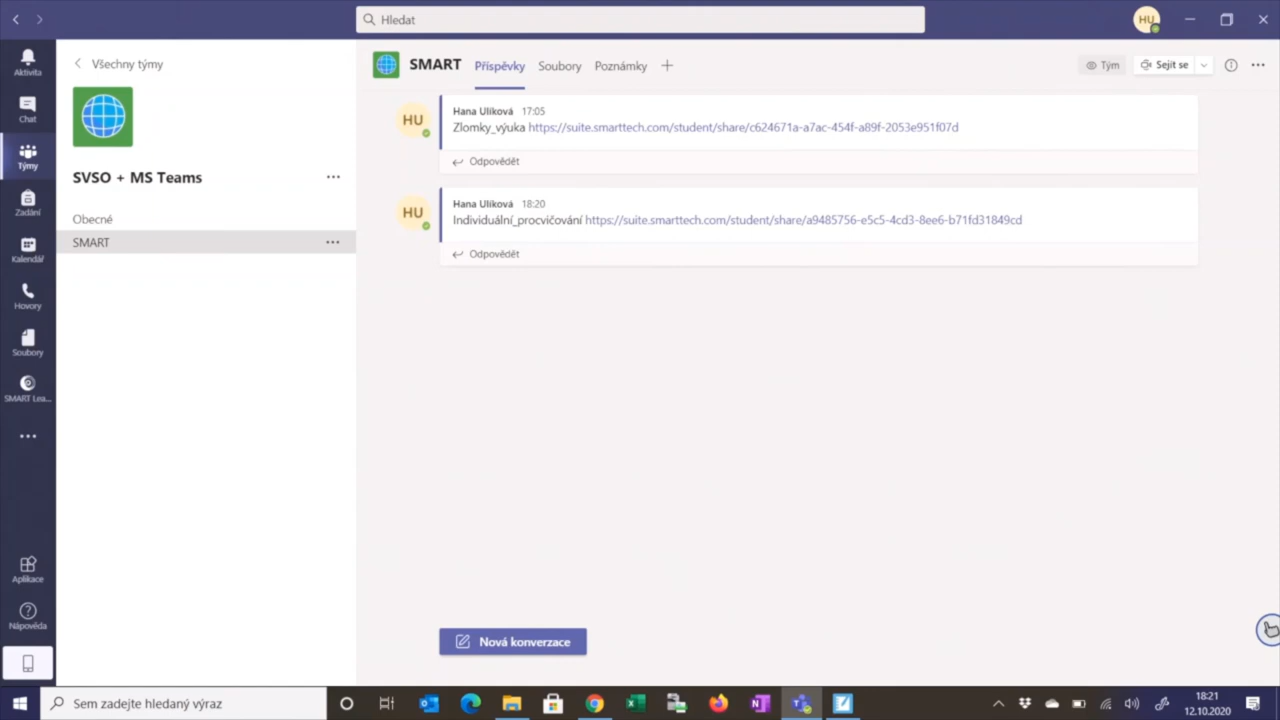 Hledat
HU
Aktivita
Chat
Týmy
Zadání
Kalendář
Hovory
Soubory
SMART Lea...
Aplikace
Nápověda
Všechny týmy
SVSO + MS Teams
Obecné
SMART
SMART
Příspěvky
Soubory
Poznámky
Tým
Sejít se
HU
Hana Ulíková 17:05
Zlomky_výuka https://suite.smarttech.com/student/share/c624671a-a7ac-454f-a89f-2053e951f07d
Odpovědět
HU
Hana Ulíková 18:20
Individuální_procvičování https://suite.smarttech.com/student/share/a9485756-e5c5-4cd3-8ee6-b71fd31849cd
Odpovědět
Nová konverzace
Sem zadejte hledaný výraz
18:21
12.10.2020